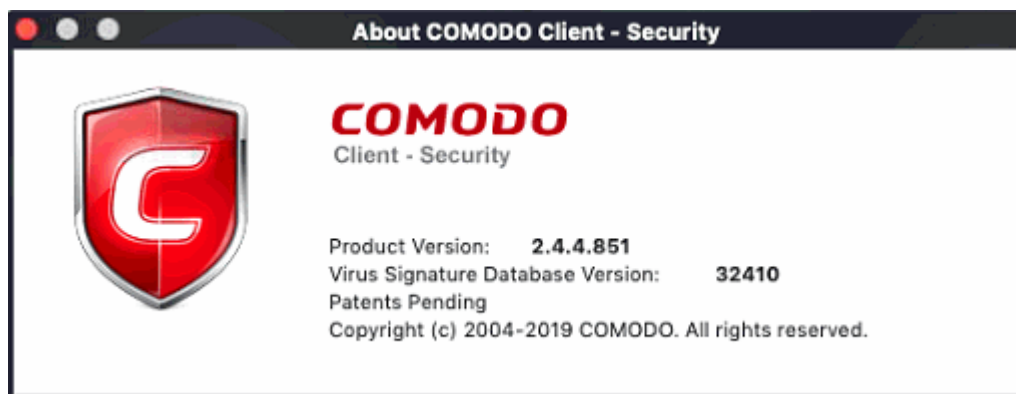 About COMODO Client - Security
COMODO
Client - Security
Product Version: 2.4.4.851
Virus Signature Database Version: 32410
Patents Pending
Copyright (c) 2004-2019 COMODO. All rights reserved.